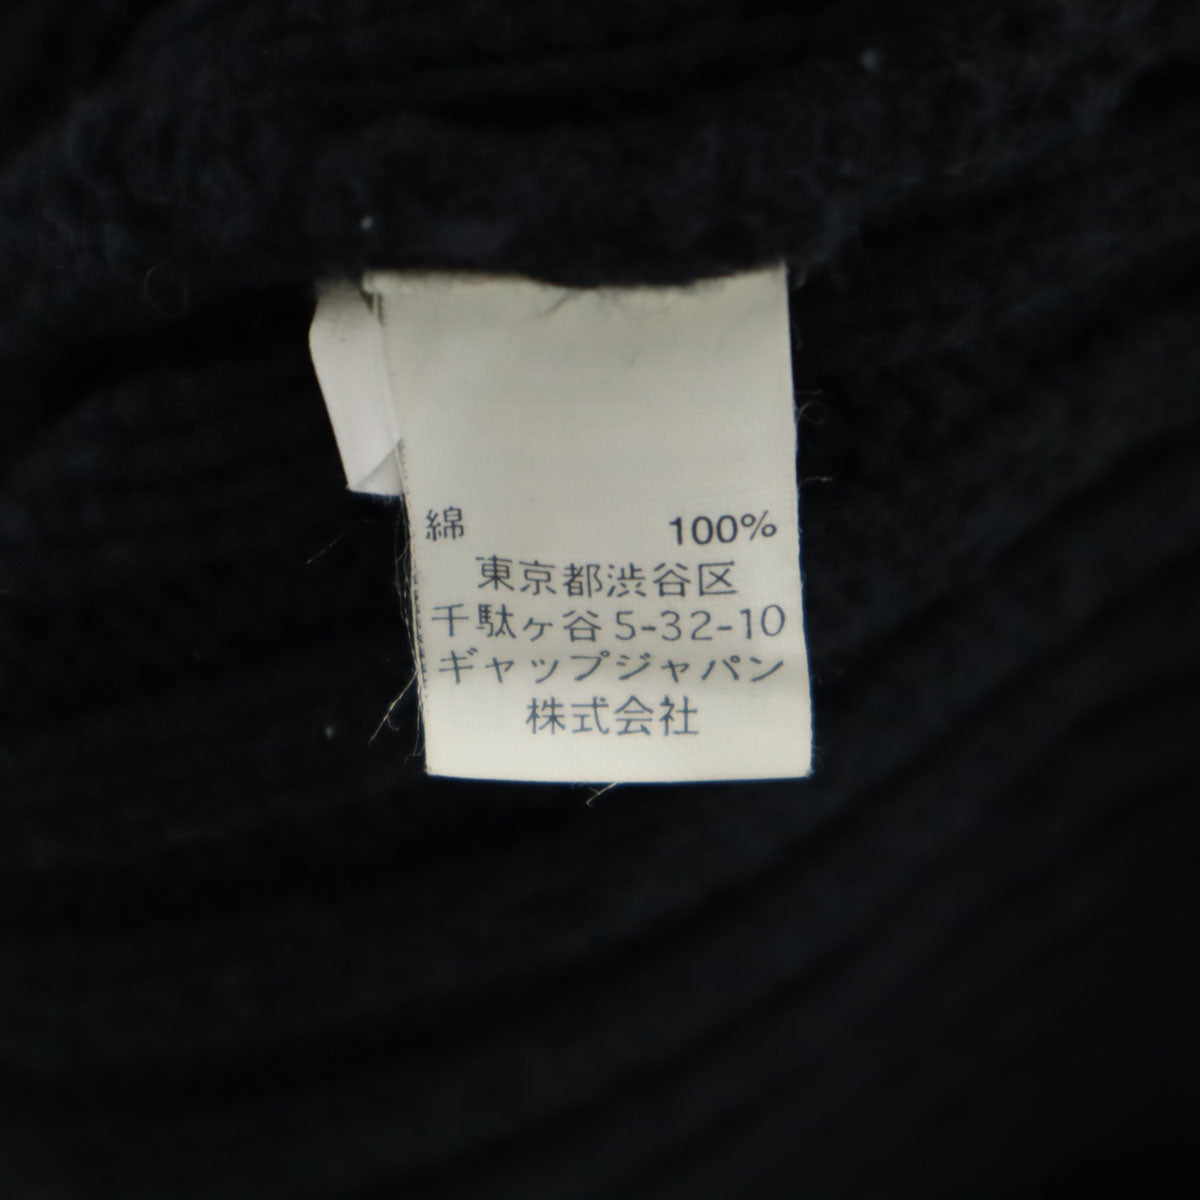 綿 100%
東京都渋谷区
千駄ヶ谷5-32-10
ギャップジャパン
株式会社